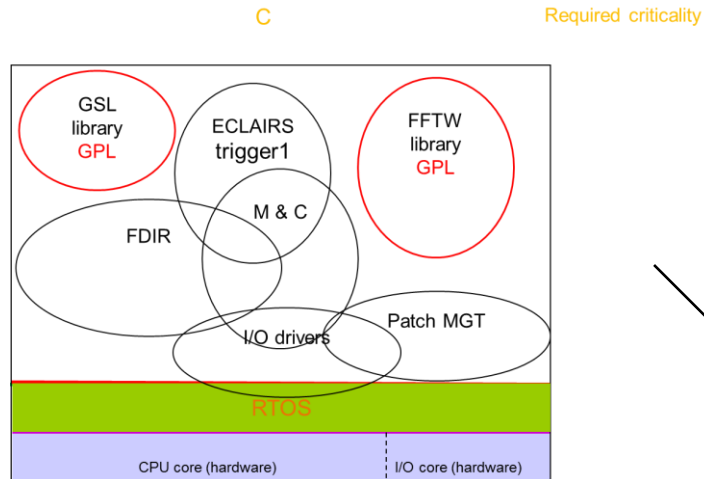 C
Required criticality
GSL
library
GPL
ECLAIRS
trigger1
FFTW
library
GPL
M & C
FDIR
I/O drivers
Patch MGT
RTOS
CPU core (hardware)
I/O core (hardware)